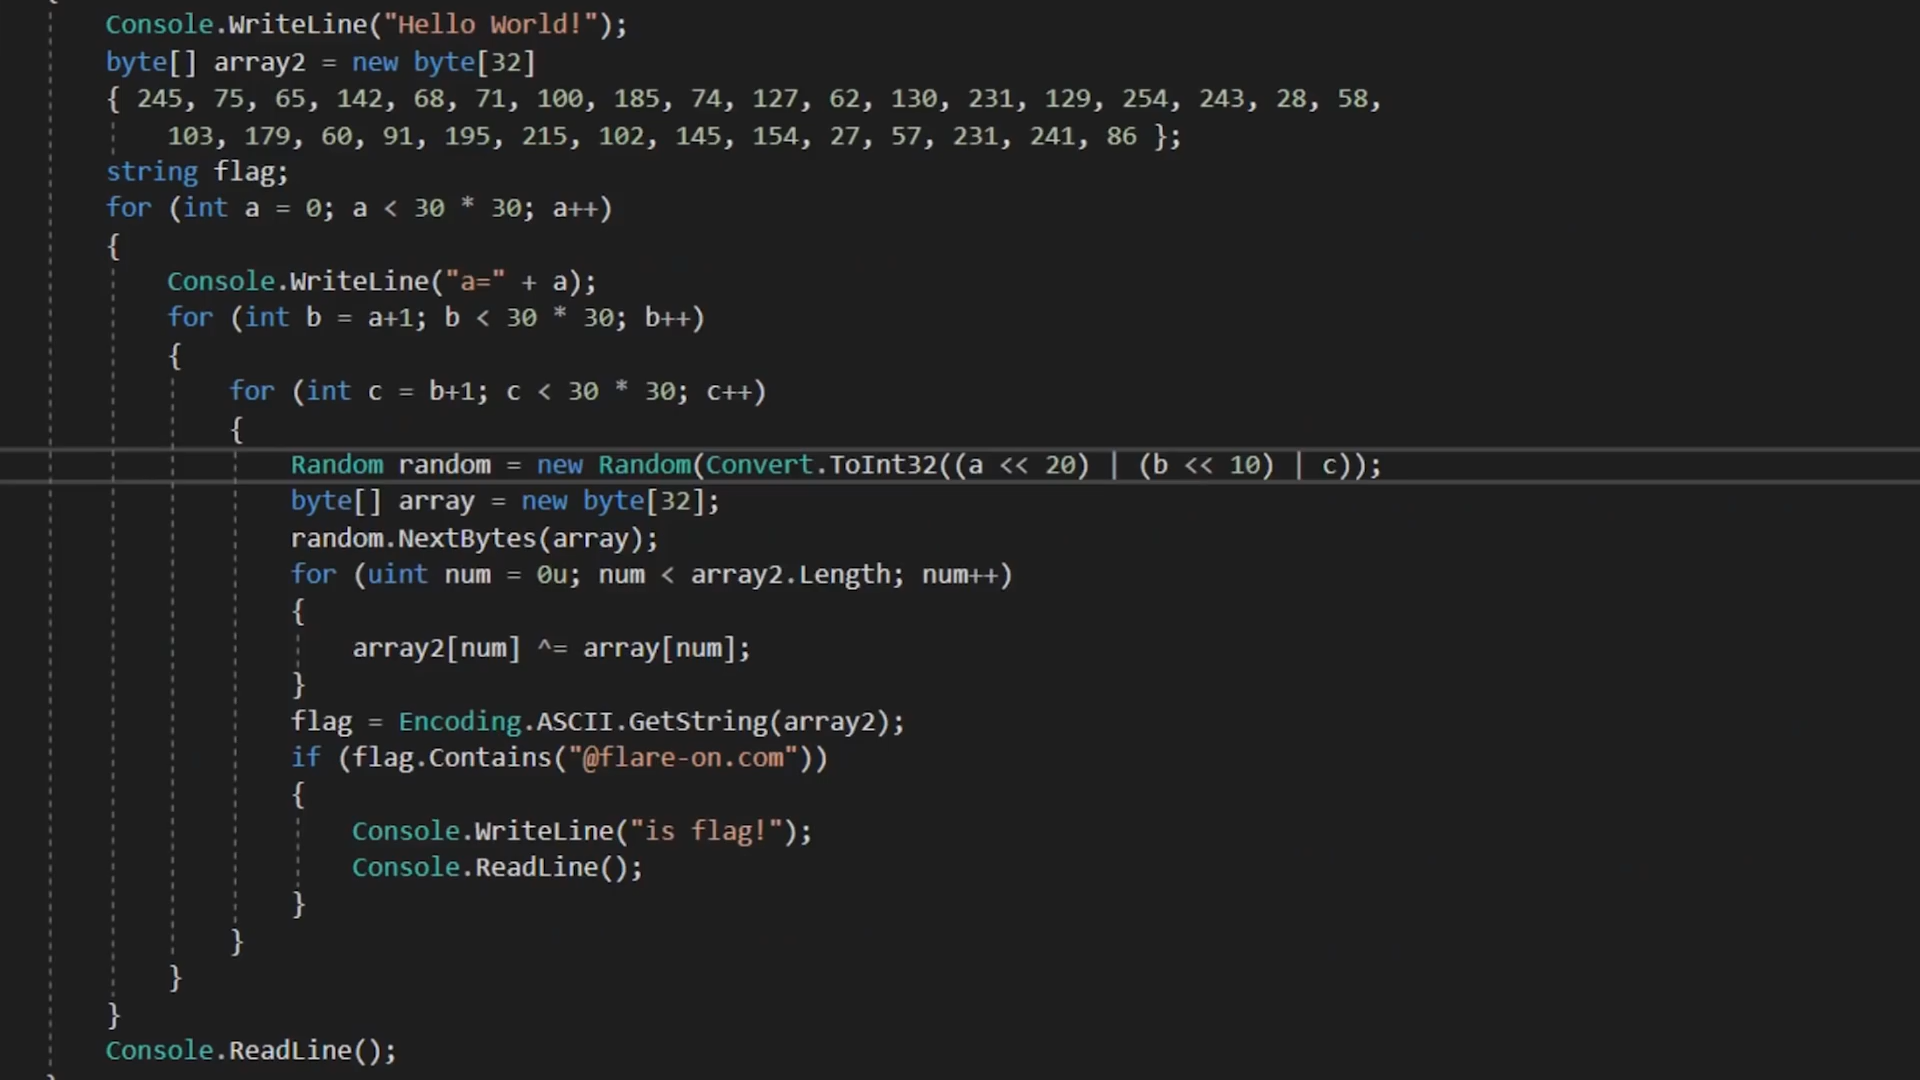 Console.WriteLine("Hello World!");
byte[] array2 = new byte[32]
{ 245, 75, 65, 142, 68, 71, 100, 185, 74, 127, 62, 130, 231, 129, 254, 243, 28, 58,
103, 179, 60, 91, 195, 215, 102, 145, 154, 27, 57, 231, 241, 86 };
string flag;
for (int a = 0; a < 30 * 30; a++)
{
Console.WriteLine("a=" + a);
for (int b = a+1; b < 30 * 30; b++)
{
for (int c = b+1; c < 30 * 30; c++)
{
Random random = new Random(Convert.ToInt32((a << 20) | (b << 10) | c));
byte[] array = new byte[32];
random.NextBytes(array);
for (uint num = 0u; num < array2.Length; num++)
{
array2[num] ^= array[num];
}
flag = Encoding.ASCII.GetString(array2);
if (flag.Contains("@flare-on.com"))
{
Console.WriteLine("is flag!");
Console.ReadLine();
}
}
}
}
Console.ReadLine();